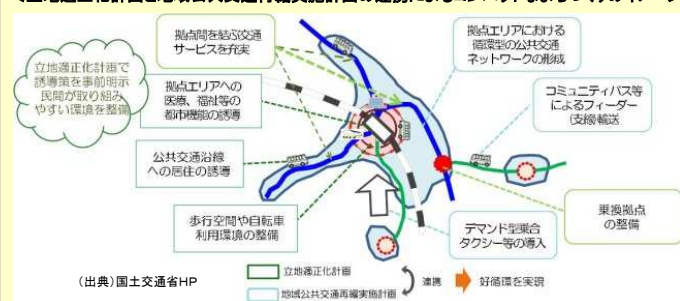 立地適正化計画で
誘導策を事前明示
民間が取り組み
やすい環境を整備
拠点間を結ぶ交通
サービスを充実
拠点エリアへの
医療、福祉等の
都市機能の誘導
公共交通沿線
への居住の誘導
歩行空間や自転車
利用環境の整備
拠点エリアにおける
循環型の公共交通
ネットワークの形成
コミュニティバス等
によるフィーダー
(支線)輸送
乗換拠点
の整備
デマンド型乗合
タクシー等の導入
(出典)国土交通省HP
立地適正化計画
地域公共交通再編実施計画
連携
好循環を実現